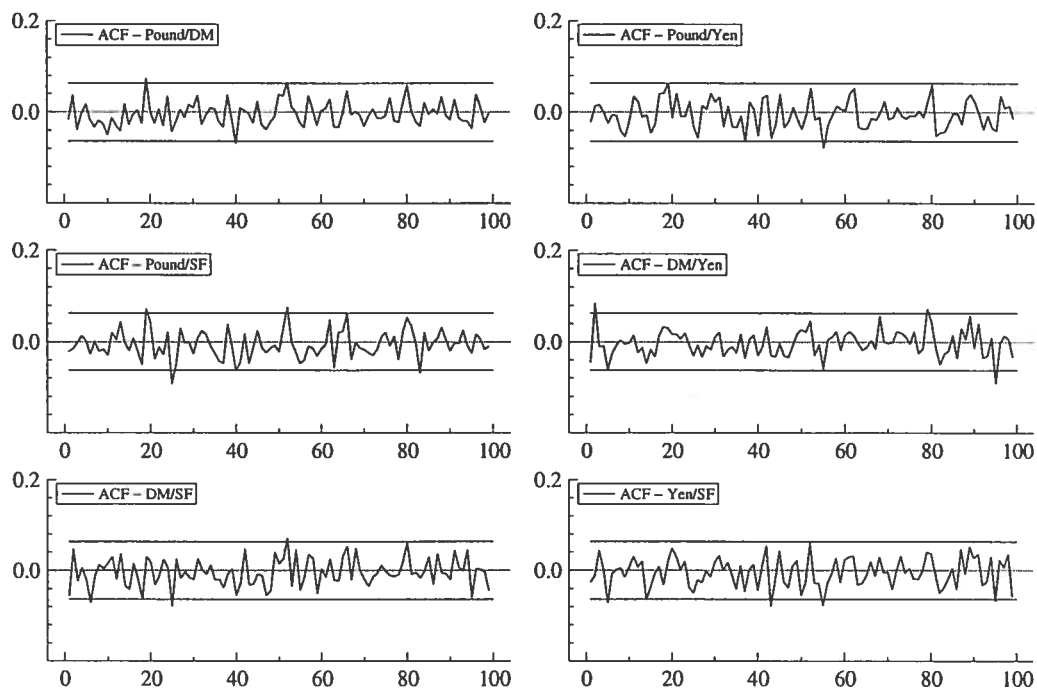 0.2
ACF – Pound/DM
0.0
0 20 40 60 80 100
0.2
ACF – Pound/Yen
0.0
0 20 40 60 80 100
0.2
ACF – Pound/SF
0.0
0 20 40 60 80 100
0.2
ACF – DM/Yen
0.0
0 20 40 60 80 100
0.2
ACF – DM/SF
0.0
0 20 40 60 80 100
0.2
ACF – Yen/SF
0.0
0 20 40 60 80 100